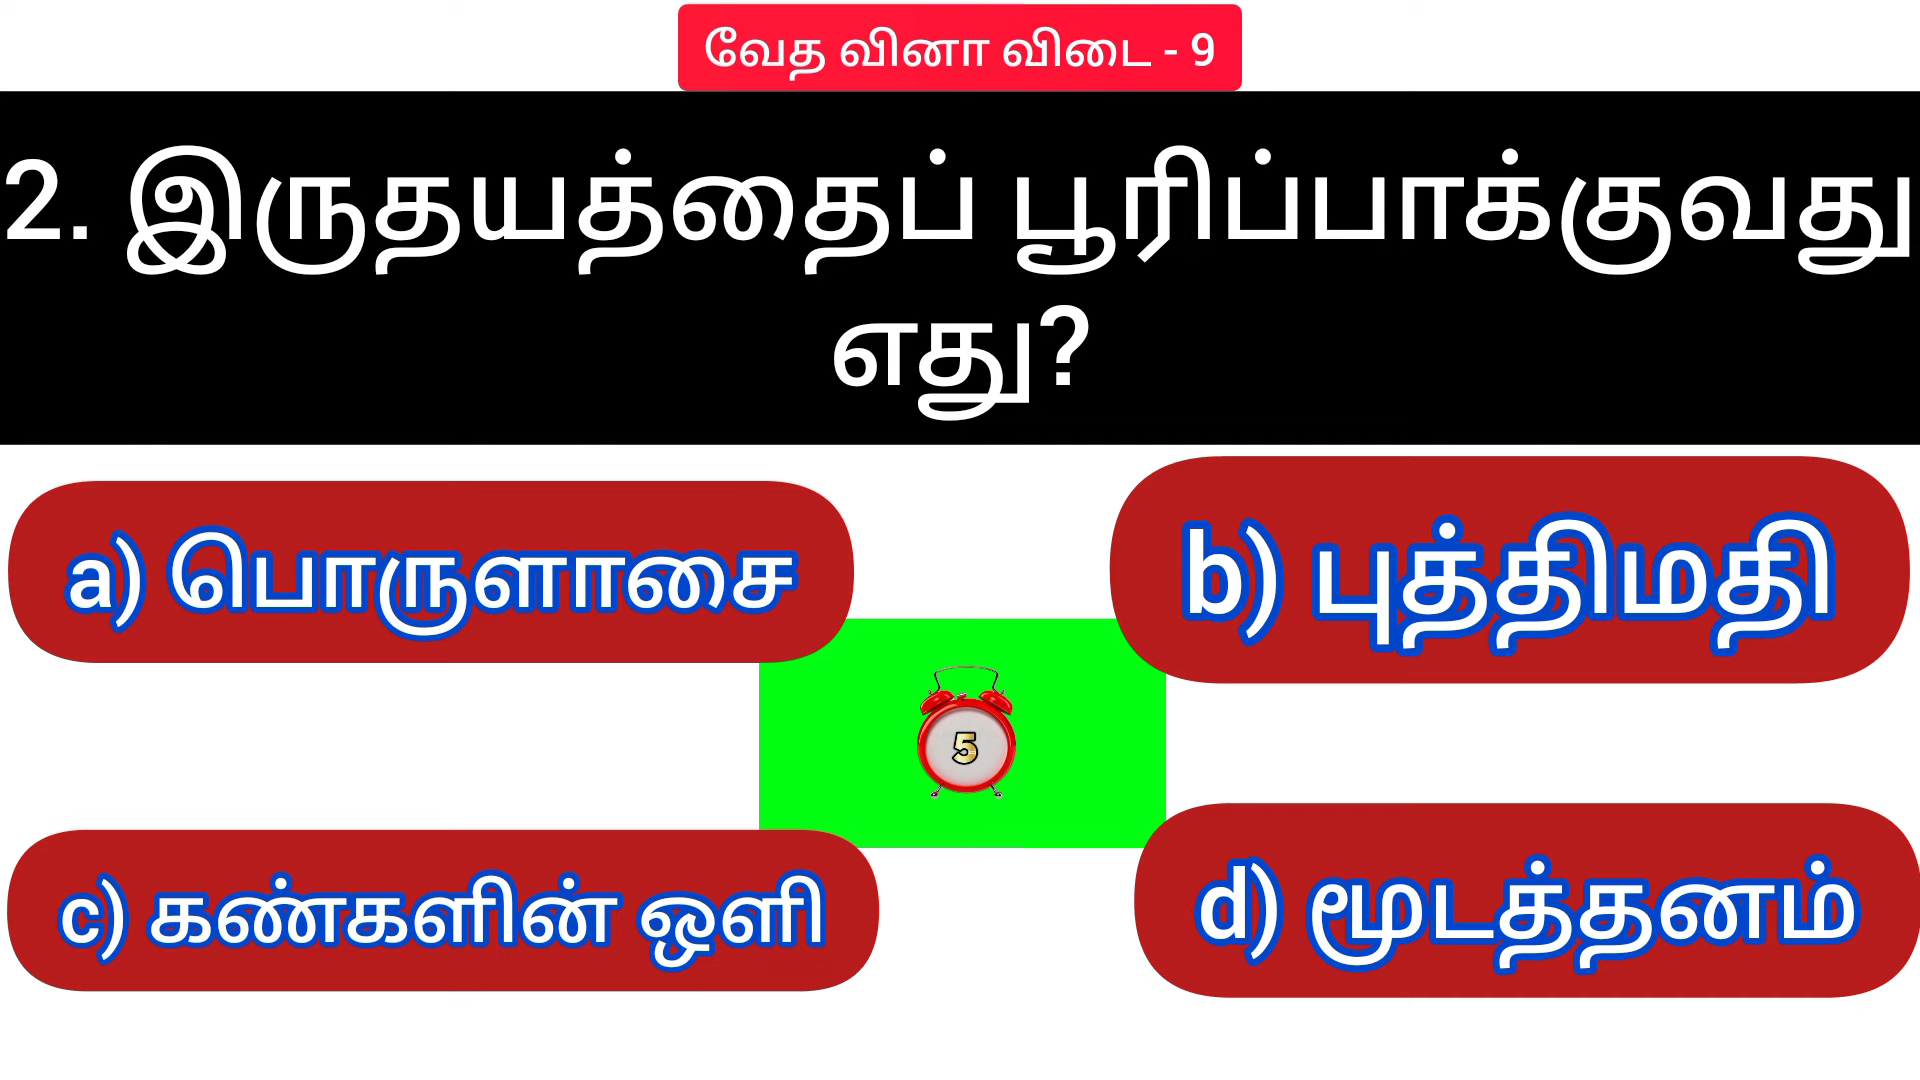 வேத வினா விடை - 9
2. இருதயத்தைப் பூரிப்பாக்குவது
எது?
a) பொருளாசை
b) புத்திமதி
5
c) கண்களின் ஒளி
d) மூடத்தனம்